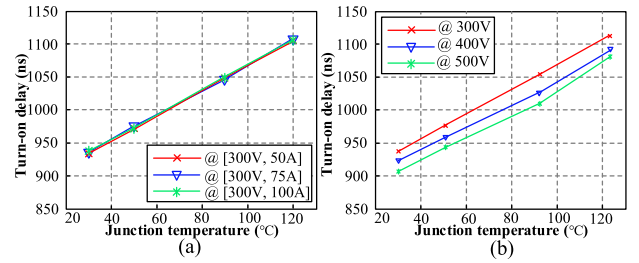 (a)
1150
1100
1050
1000
950
900
850
Turn-on delay (ns)
@ [300V, 50A]
@ [300V, 75A]
@ [300V, 100A]
20 40 60 80 100 120
Junction temperature (℃)
(a)
(b)
1150
1100
1050
1000
950
900
850
Turn-on delay (ns)
@ 300V
@ 400V
@ 500V
20 40 60 80 100 120
Junction temperature (℃)
(b)